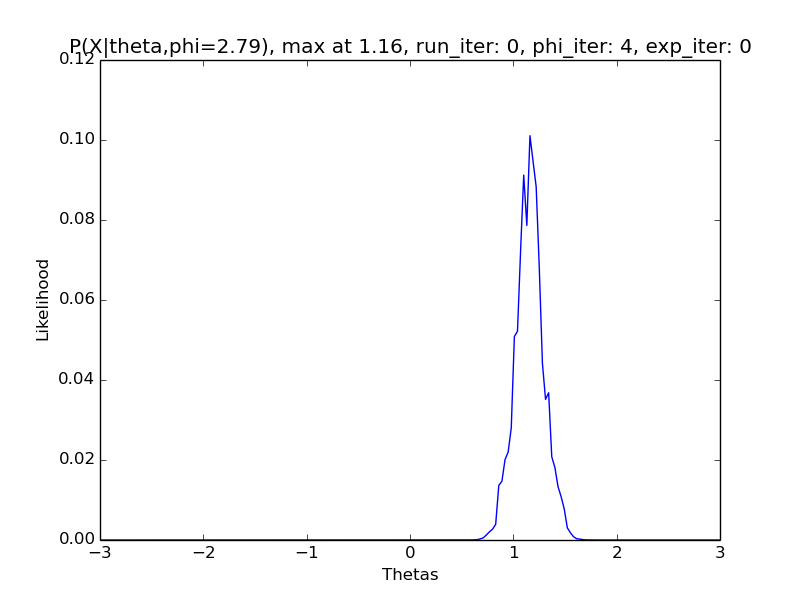 P(X|theta,phi=2.79), max at 1.16, run_iter: 0, phi_iter: 4, exp_iter: 0
0.12
0.10
0.08
0.06
0.04
0.02
0.00
Likelihood
−3 −2 −1 0 1 2 3
Thetas